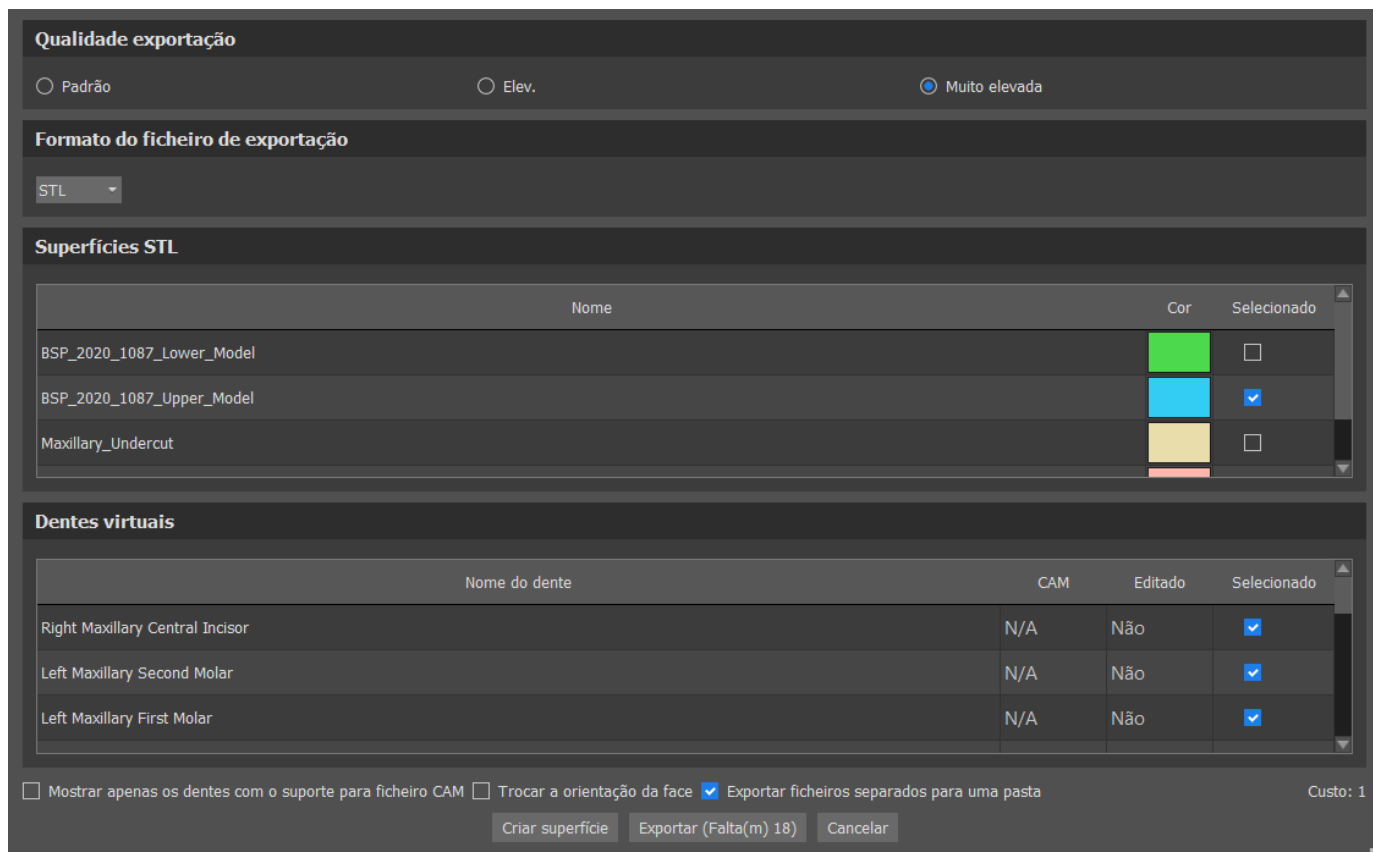 Qualidade exportação
Padrão Elev. Muito elevada
Formato do ficheiro de exportação
STL
Superfícies STL
Nome Cor Selecionado
BSP_2020_1087_Lower_Model
BSP_2020_1087_Upper_Model
Maxillary_Undercut
Dentes virtuais
Nome do dente CAM Editado Selecionado
Right Maxillary Central Incisor N/A Não
Left Maxillary Second Molar N/A Não
Left Maxillary First Molar N/A Não
Mostrar apenas os dentes com o suporte para ficheiro CAM Trocar a orientação da face Exportar ficheiros separados para uma pasta Custo: 1
Criar superfície Exportar (Falta(m) 18) Cancelar